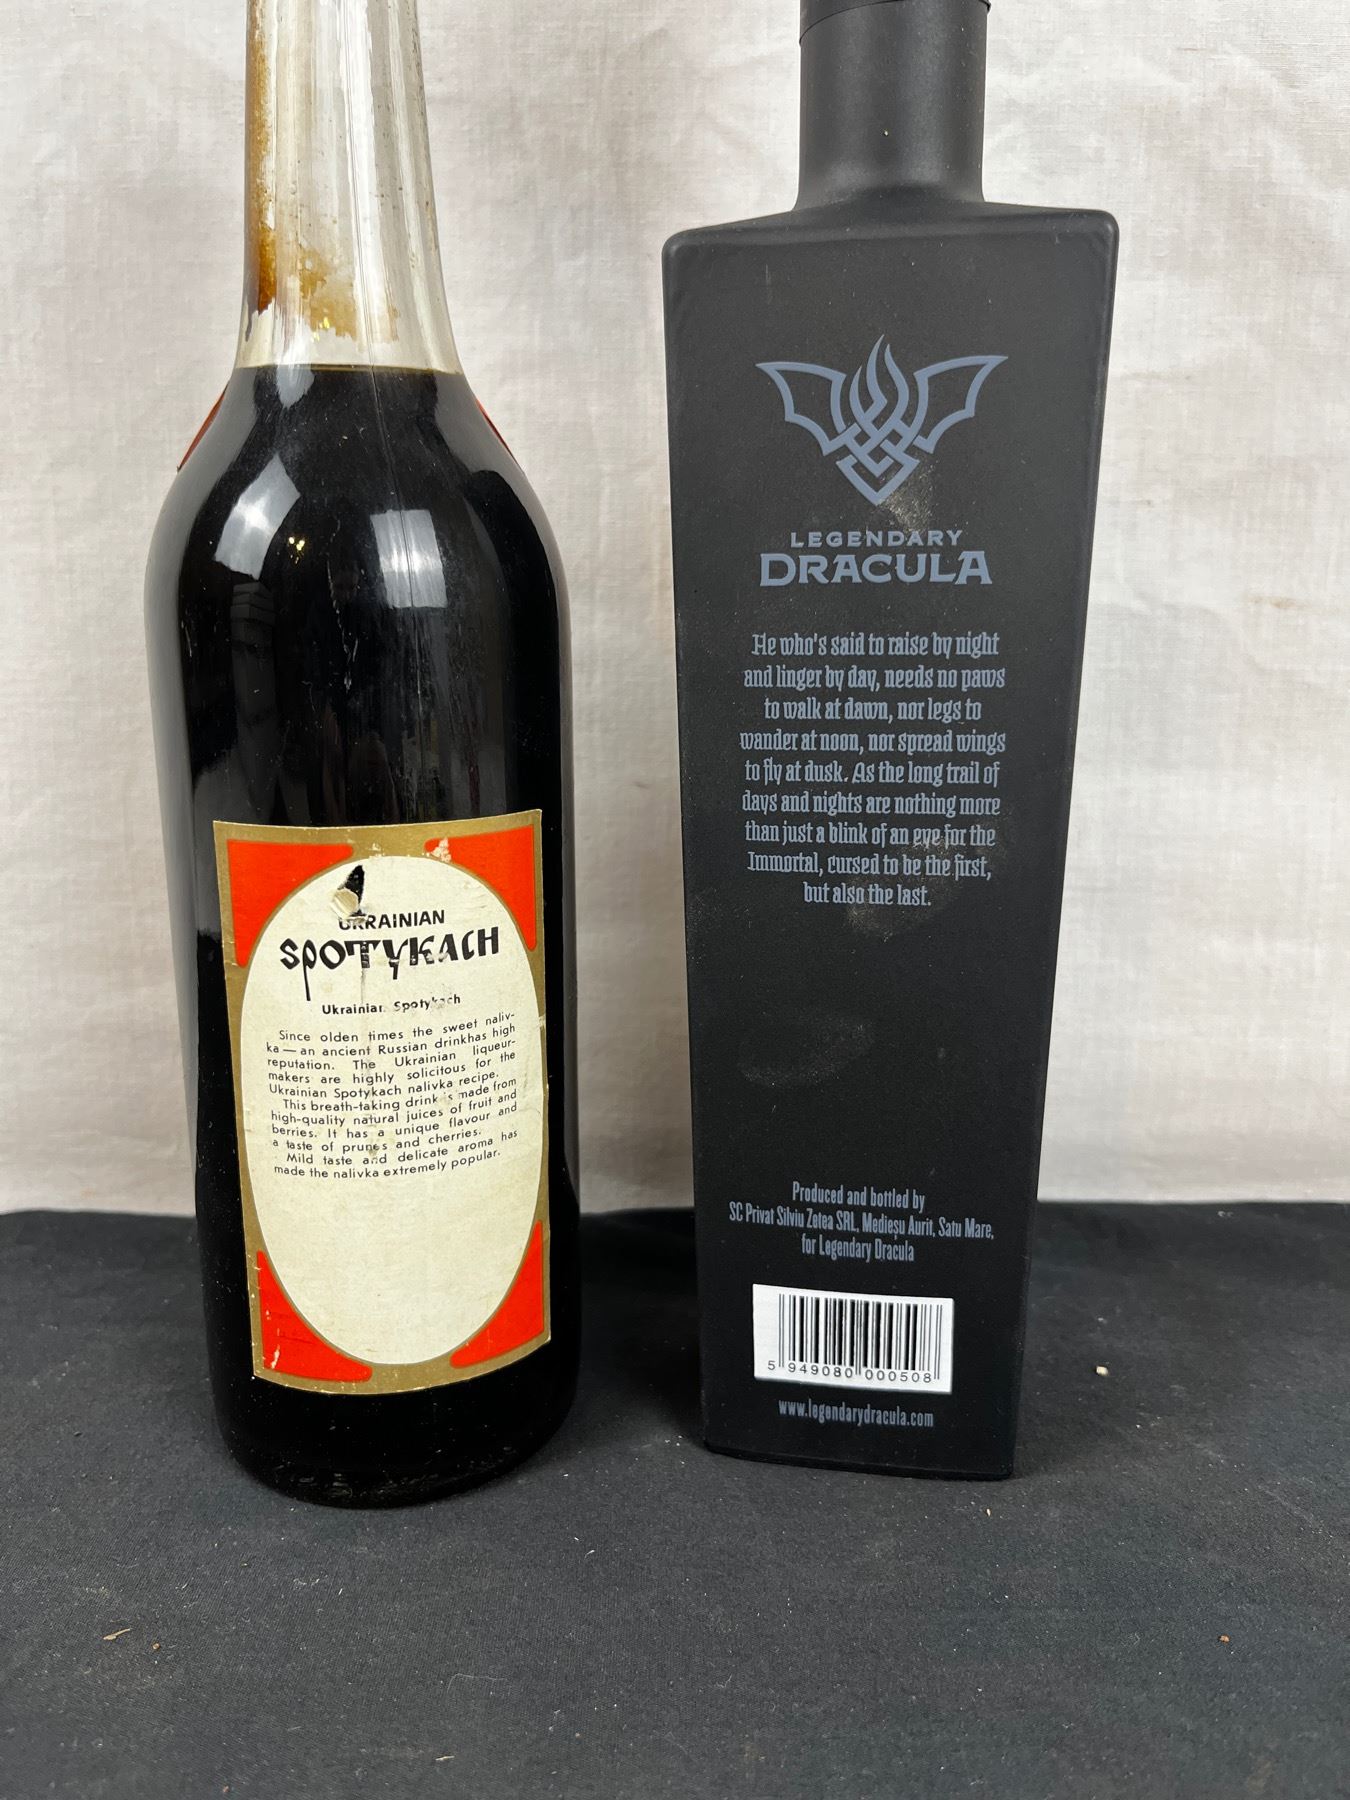 UKRAINIAN
SPOTYKACH
Ukrainian Spotykach
Since olden times the sweet naliv-
ka — an ancient Russian drinkhas high
reputation. The Ukrainian liqueur-
makers are highly solicitous for the
Ukrainian Spotykach nalivka recipe.
This breath-taking drink is made from
high-quality natural juices of fruit and
berries. It has a unique flavour and
a taste of prunes and cherries.
Mild taste and delicate aroma has
made the nalivka extremely popular.
LEGENDARY
DRACULA
He who's said to raise by night
and linger by day, needs no paws
to walk at dawn, nor legs to
wander at noon, nor spread wings
to fly at dusk. As the long trail of
days and nights are nothing more
than just a blink of an eye for the
Immortal, cursed to be the first,
but also the last.
Produced and bottled by
SC Privat Silviu Zetea SRL, Medieșu Aurit, Satu Mare,
for Legendary Dracula
5 949080 000508
www.legendarydracula.com